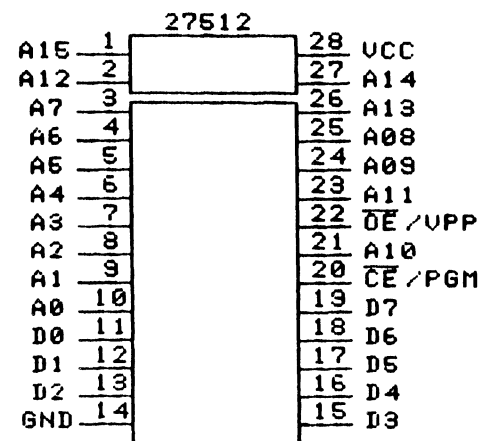 27512
A15 1 28 VCC
A12 2 27 A14
A7 3 26 A13
A6 4 25 A08
A5 5 24 A09
A4 6 23 A11
A3 7 22 OE/VPP
A2 8 21 A10
A1 9 20 CE/PGM
A0 10 19 D7
D0 11 18 D6
D1 12 17 D5
D2 13 16 D4
GND 14 15 D3